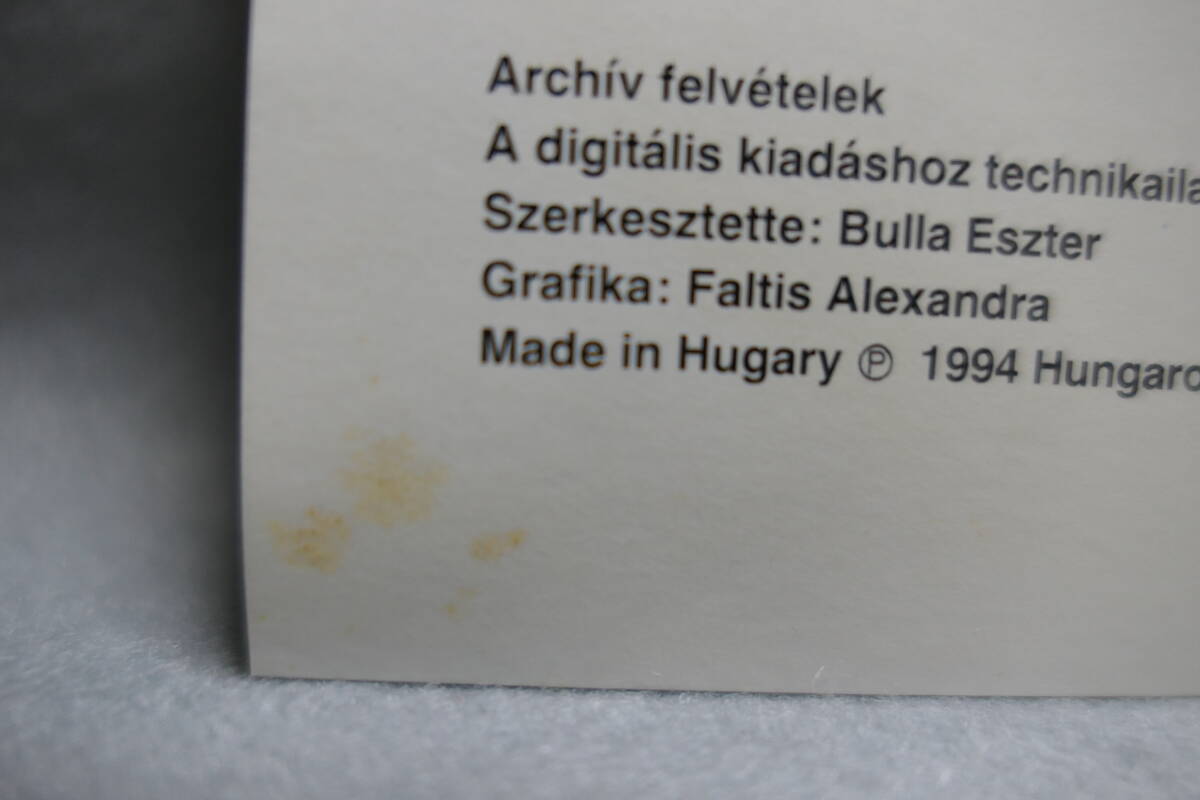 Archív felvételek
A digitális kiadáshoz technikaila
Szerkesztette: Bulla Eszter
Grafika: Faltis Alexandra
Made in Hugary ℗ 1994 Hungaro